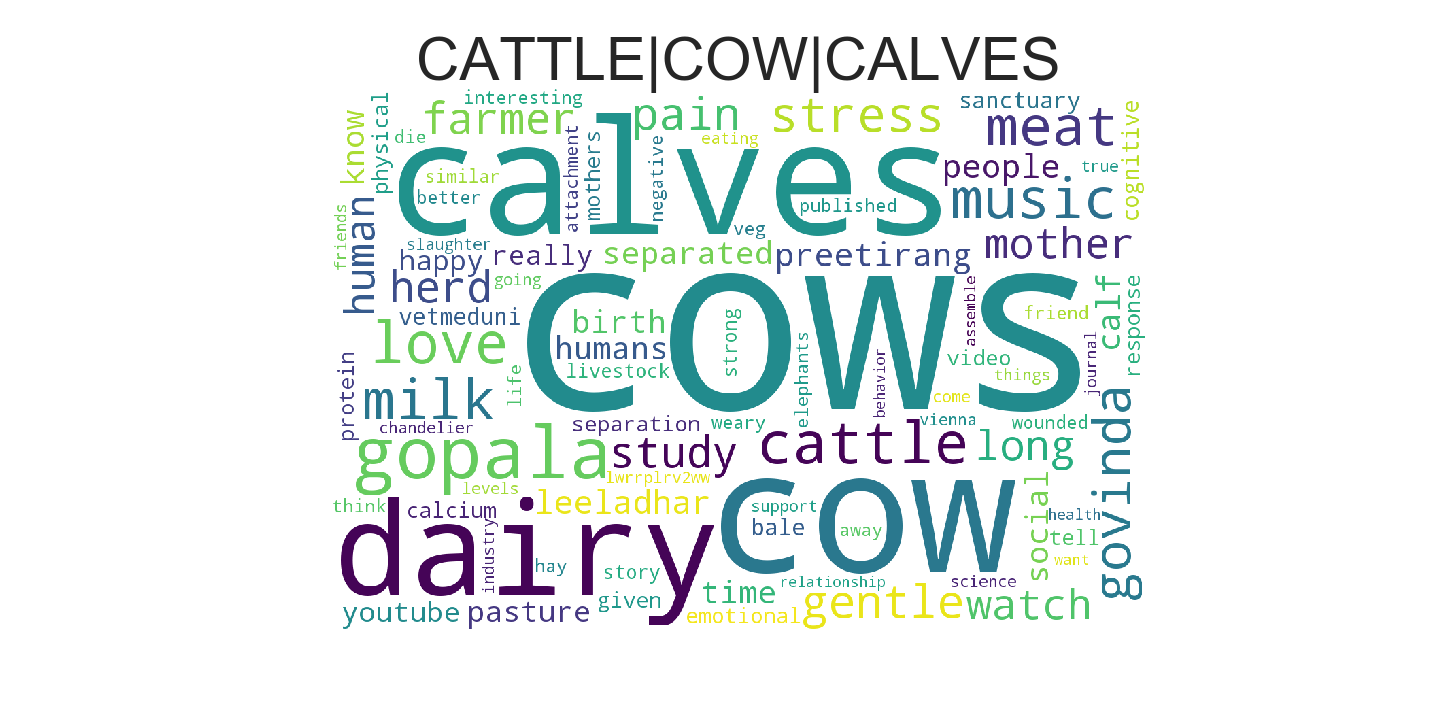 CATTLE|COW|CALVES
interesting
sanctuary
farmer
pain
stress
meat
know
physical
die
attachment
mothers
negative
eating
people
true
cognitive
calves
similar
better
published
music
friends
human
slaughter
veg
happy
really
separated
preetirang
mother
herd
going
cows
assemble
friend
calf
response
vetmeduni
birth
strong
love
humans
elephants
behavior
video
journal
livestock
things
life
protein
milk
come
chandelier
separation
weary
vienna
wounded
gopala
study
cattle
long
govinda
lwrrplrv2ww
levels
leeladhar
think
calcium
support
cow
social
health
dairy
industry
bale
away
tell
hay
story
want
relationship
science
youtube
pasture
given
time
emotional
gentle
watch